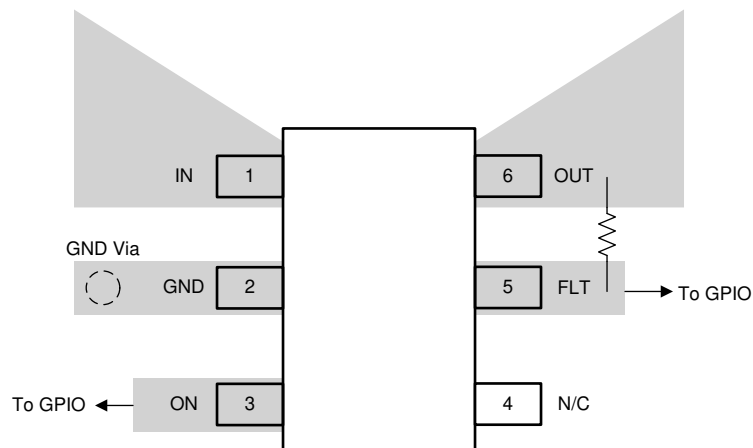 IN 1 6 OUT
GND Via
GND 2 5 FLT To GPIO
To GPIO ON 3 4 N/C